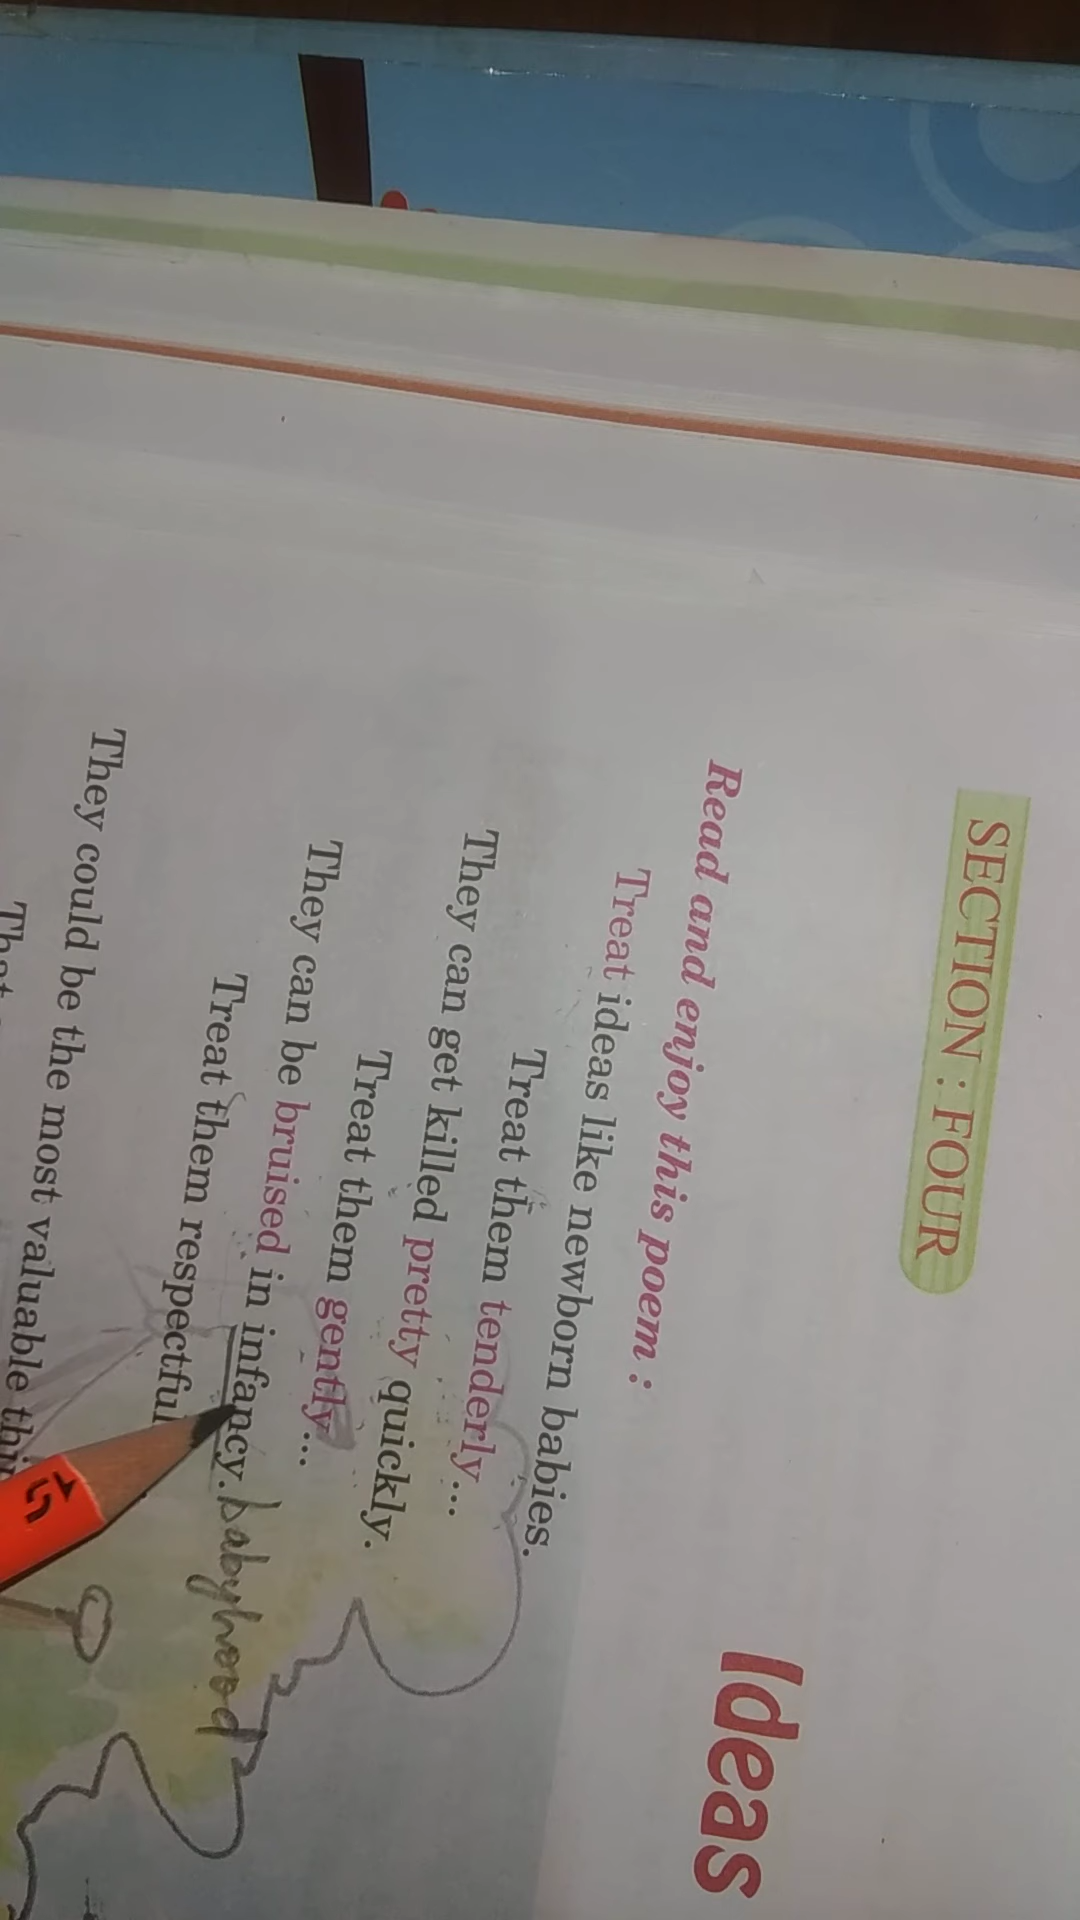 SECTION : FOUR
Ideas
Read and enjoy this poem :
Treat ideas like newborn babies.
Treat them tenderly...
They can get killed pretty quickly.
Treat them gently...
They can be bruised in infancy. babyhood
Treat them
They could be the most valuable